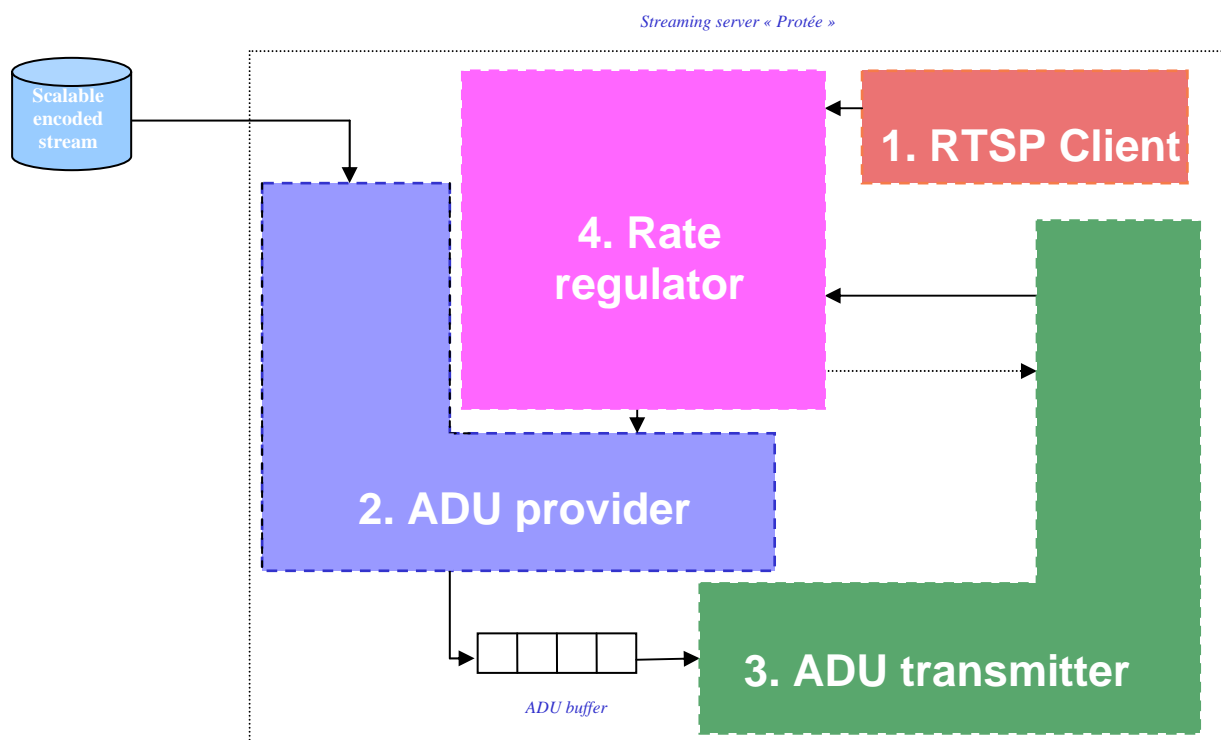 Streaming server « Protée »
Scalable
encoded
stream
1. RTSP Client
4. Rate
regulator
2. ADU provider
3. ADU transmitter
ADU buffer